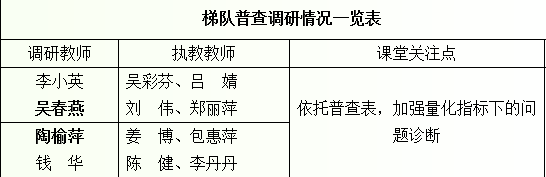 梯队普查调研情况一览表
调研教师 执教教师 课堂关注点
李小英 吴彩芬、吕　婧
吴春燕 刘　伟、郑丽萍
依托普查表，加强量化指标下的问
题诊断
陶榆萍 姜　博、包惠萍
钱　华 陈　健、李丹丹